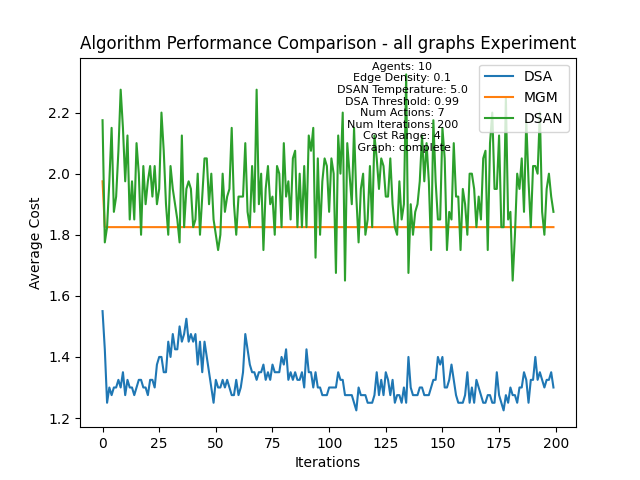 Algorithm Performance Comparison - all graphs Experiment
Agents: 10
Edge Density: 0.1
DSAN Temperature: 5.0
DSA Threshold: 0.99
Num Actions: 7
Num Iterations: 200
Cost Range: 4
Graph: complete
DSA
MGM
DSAN
Average Cost
2.2
2.0
1.8
1.6
1.4
1.2
0
25
50
75
100
125
150
175
200
Iterations